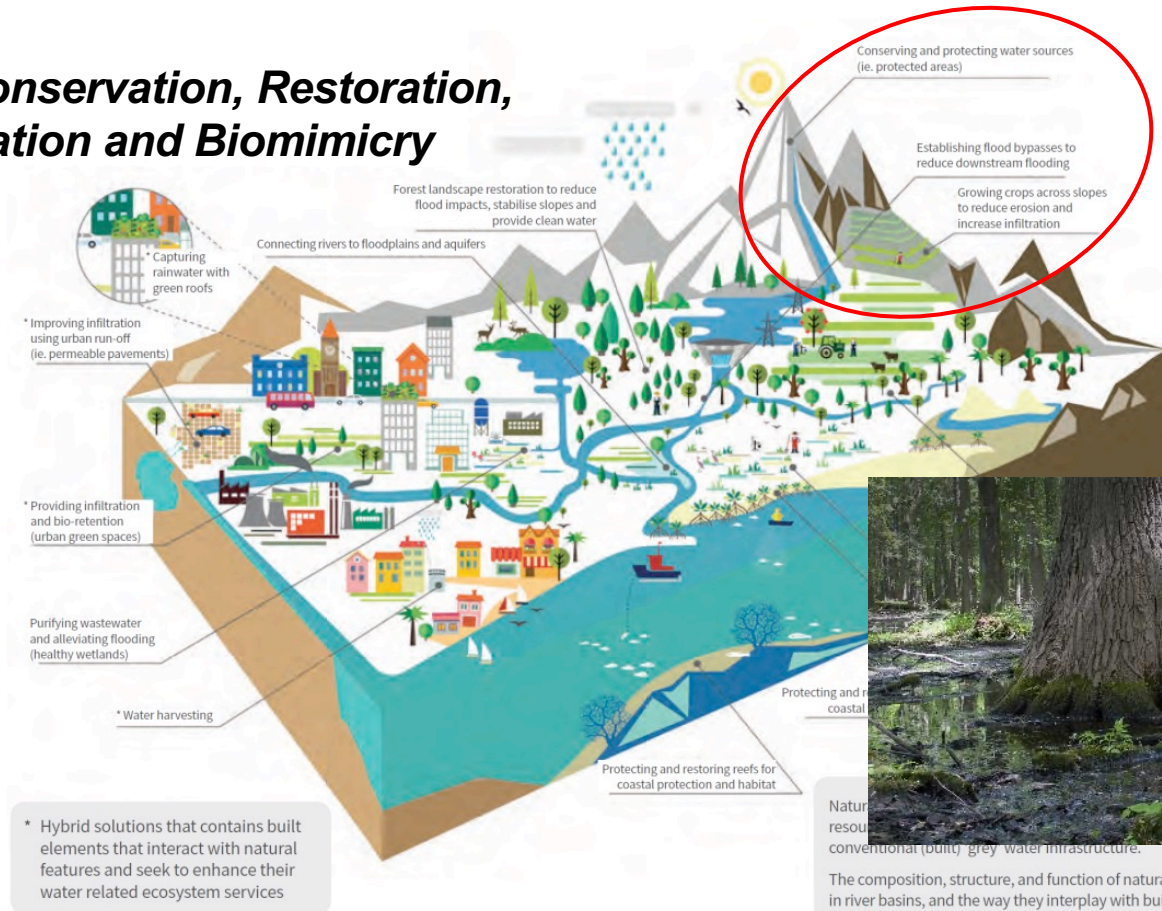 onservation, Restoration,
ation and Biomimicry
Conserving and protecting water sources
(ie. protected areas)
Establishing flood bypasses to
reduce downstream flooding
Growing crops across slopes
to reduce erosion and
increase infiltration
Forest landscape restoration to reduce
flood impacts, stabilise slopes and
provide clean water
Connecting rivers to floodplains and aquifers
* Capturing
rainwater with
green roofs
* Improving infiltration
using urban run-off
(ie. permeable pavements)
* Providing infiltration
and bio-retention
(urban green spaces)
Purifying wastewater
and alleviating flooding
(healthy wetlands)
* Water harvesting
Protecting and re
coastal
Protecting and restoring reefs for
coastal protection and habitat
* Hybrid solutions that contains built
elements that interact with natural
features and seek to enhance their
water related ecosystem services
Natur
resou
conventional (built) 'grey' water infrastructure.
The composition, structure, and function of natura
in river basins, and the way they interplay with bui